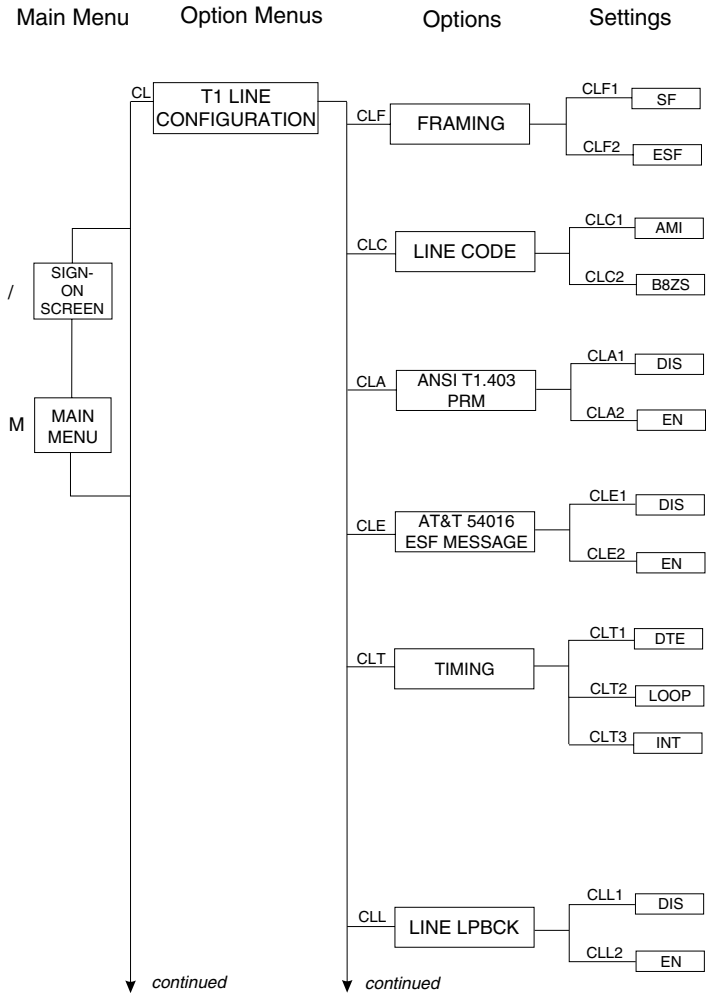 Main Menu
Option Menus
Options
Settings
CL
T1 LINE
CONFIGURATION
CLF
FRAMING
CLF1
SF
CLF2
ESF
CLC
LINE CODE
CLC1
AMI
CLC2
B8ZS
/
SIGN-
ON
SCREEN
M
MAIN
MENU
CLA
ANSI T1.403
PRM
CLA1
DIS
CLA2
EN
CLE
AT&T 54016
ESF MESSAGE
CLE1
DIS
CLE2
EN
CLT
TIMING
CLT1
DTE
CLT2
LOOP
CLT3
INT
CLL
LINE LPBCK
CLL1
DIS
CLL2
EN
continued
continued